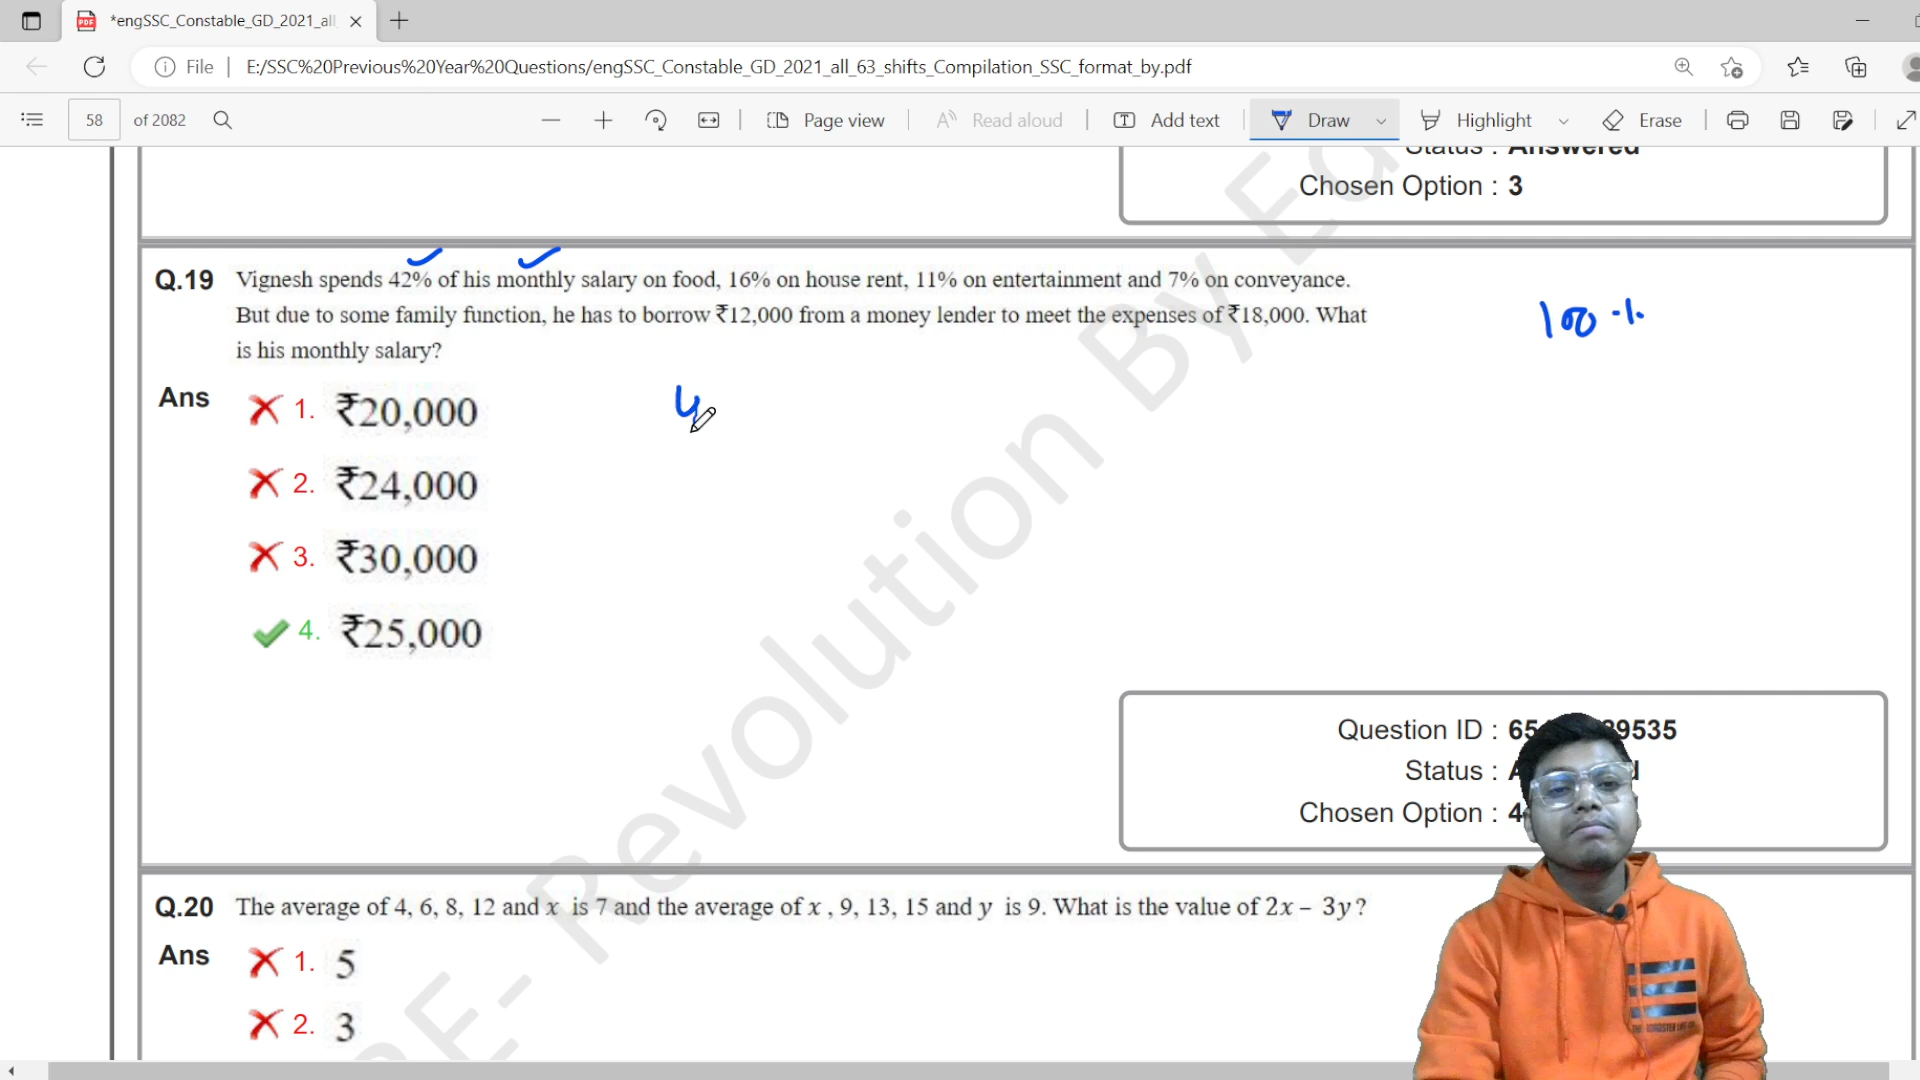 *engSSC_Constable_GD_2021_all
File
E:/SSC%20Previous%20Year%20Questions/engSSC_Constable_GD_2021_all_63_shifts_Compilation_SSC_format_by.pdf
58 of 2082
Page view
Read aloud
Add text
Draw
Highlight
Erase
Status : Answered
Chosen Option : 3
Q.19 Vignesh spends 42% of his monthly salary on food, 16% on house rent, 11% on entertainment and 7% on conveyance.
But due to some family function, he has to borrow ₹12,000 from a money lender to meet the expenses of ₹18,000. What
is his monthly salary?
100 %
Ans
1. ₹20,000
4
2. ₹24,000
3. ₹30,000
4. ₹25,000
Question ID : 9535
Status :
Chosen Option : 4
Q.20 The average of 4, 6, 8, 12 and x is 7 and the average of x , 9, 13, 15 and y is 9. What is the value of 2x – 3y?
Ans
1. 5
2. 3
RE- Revolution By Ed